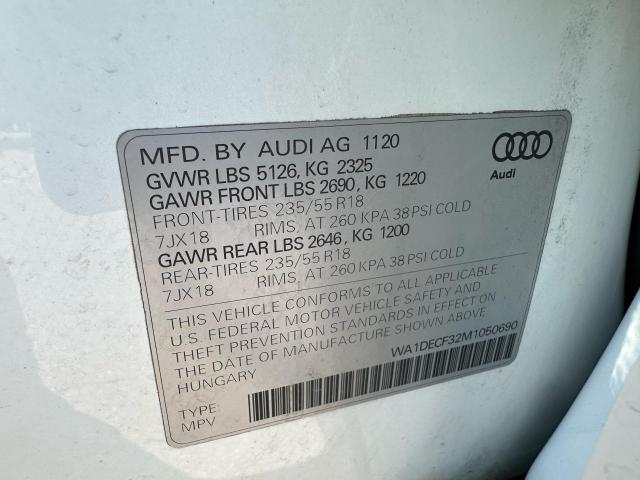 MFD. BY AUDI AG 1120
GVWR LBS 5126, KG 2325
GAWR FRONT LBS 2690, KG 1220
FRONT-TIRES 235/55 R18
7JX18 RIMS, AT 260 KPA 38 PSI COLD
GAWR REAR LBS 2646, KG 1200
REAR-TIRES 235/55 R18
7JX18 RIMS, AT 260 KPA 38 PSI COLD
Audi
THIS VEHICLE CONFORMS TO ALL APPLICABLE
U.S. FEDERAL MOTOR VEHICLE SAFETY AND
THEFT PREVENTION STANDARDS IN EFFECT ON
THE DATE OF MANUFACTURE SHOWN ABOVE.
HUNGARY
WA1DECF32M1050690
TYPE
MPV